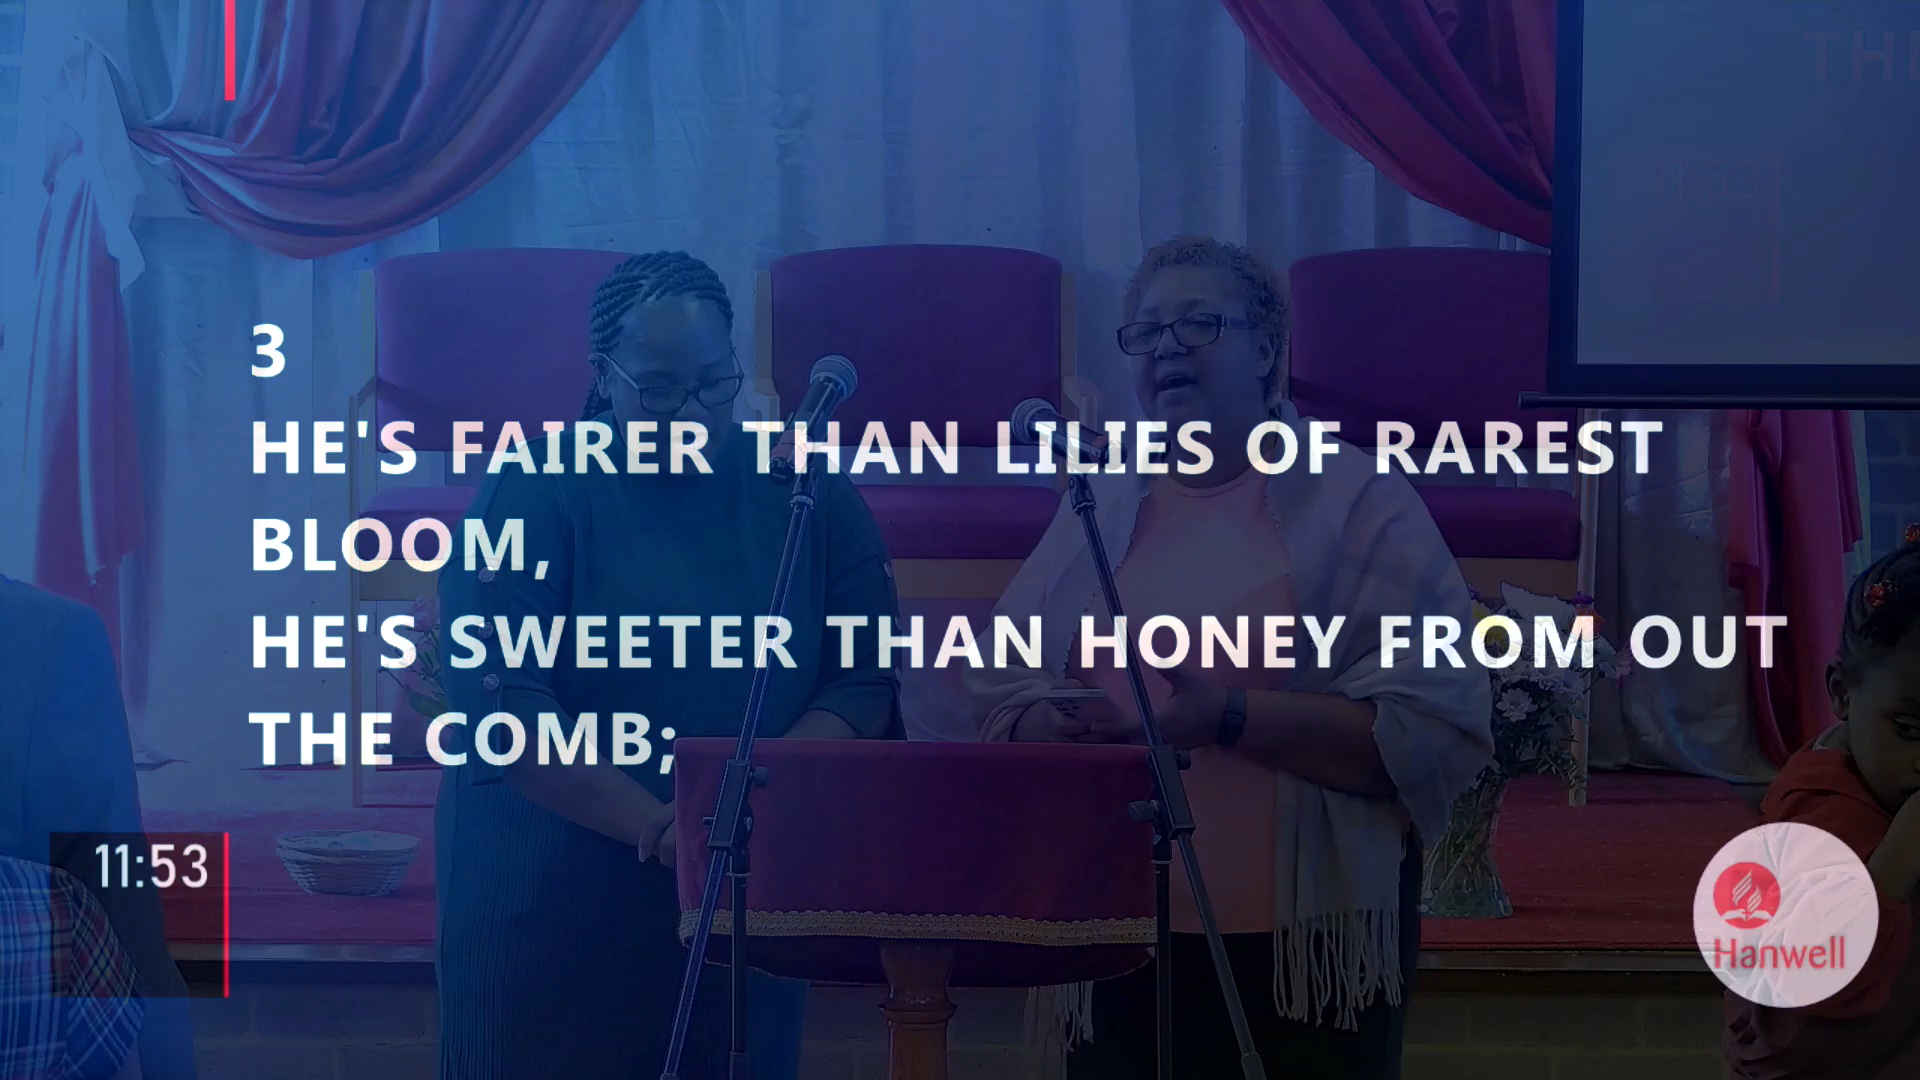 3
HE'S FAIRER THAN LILIES OF RAREST
BLOOM,
HE'S SWEETER THAN HONEY FROM OUT
THE COMB;
11:53
Hanwell